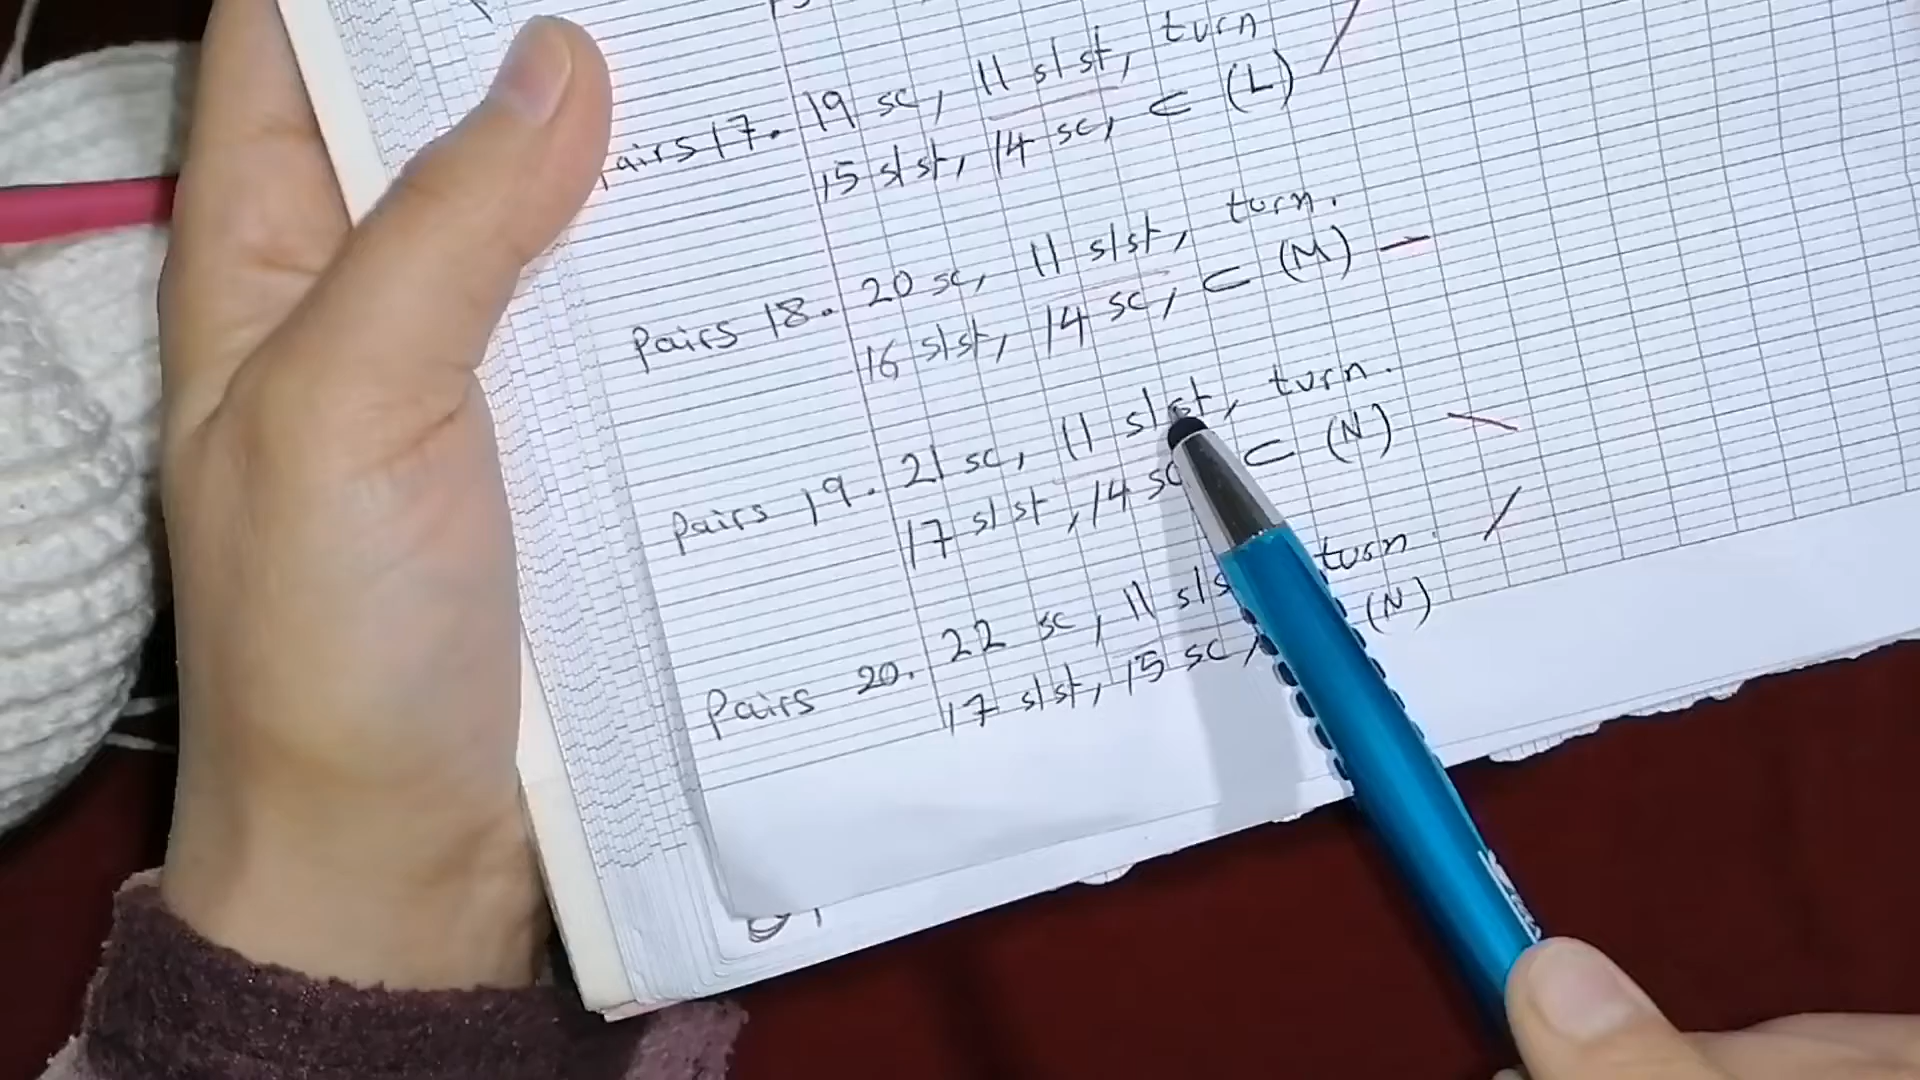 Pairs 17. 19 sc, 11 slst, turn
15 slst, 14 sc, ⊂ (L)
Pairs 18. 20 sc, 11 slst, turn.
16 slst, 14 sc, ⊂ (M)
Pairs 19. 21 sc, 11 slst, turn.
17 slst, 14 sc ⊂ (N)
Pairs 20. 22 sc, 11 sls turn.
17 slst, 15 sc, (N)